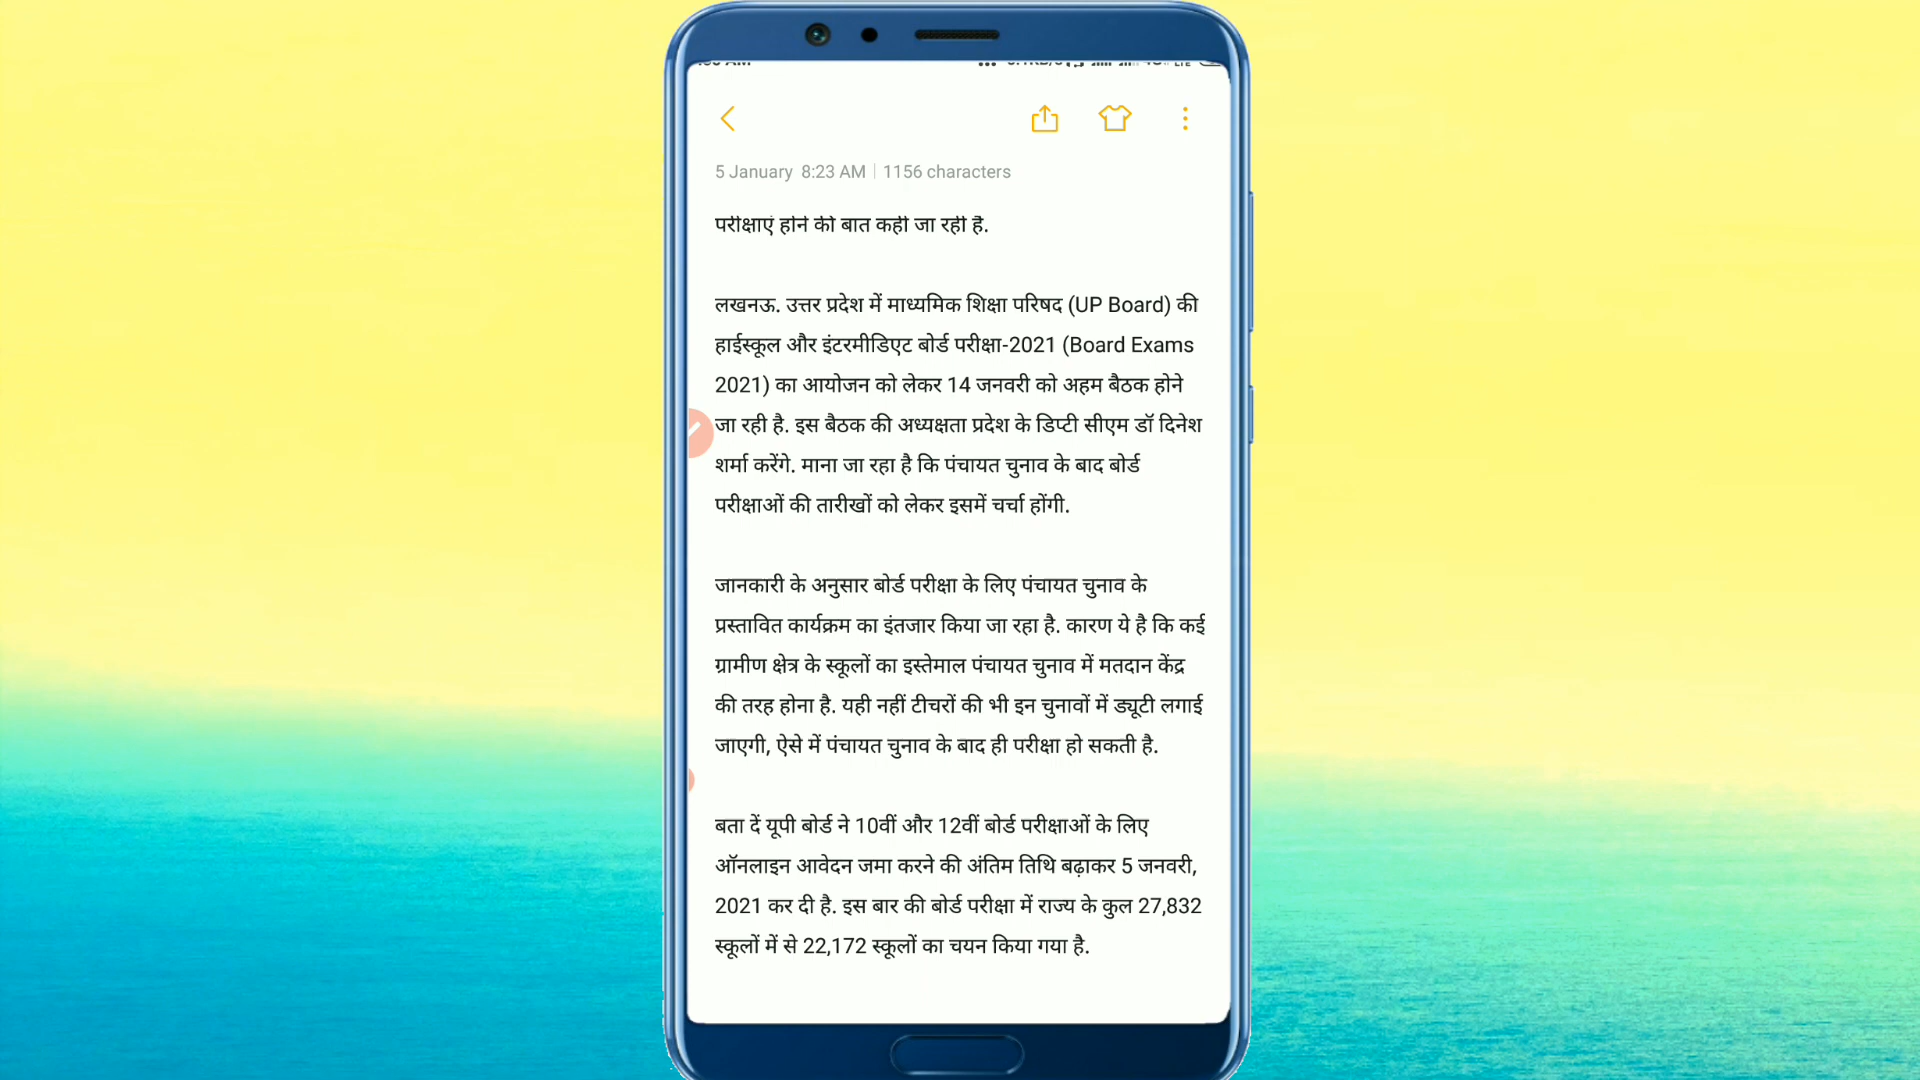 5 January 8:23 AM | 1156 characters
परीक्षाएं होने की बात कही जा रही है.
लखनऊ. उत्तर प्रदेश में माध्यमिक शिक्षा परिषद (UP Board) की
हाईस्कूल और इंटरमीडिएट बोर्ड परीक्षा-2021 (Board Exams
2021) का आयोजन को लेकर 14 जनवरी को अहम बैठक होने
जा रही है. इस बैठक की अध्यक्षता प्रदेश के डिप्टी सीएम डॉ दिनेश
शर्मा करेंगे. माना जा रहा है कि पंचायत चुनाव के बाद बोर्ड
परीक्षाओं की तारीखों को लेकर इसमें चर्चा होंगी.
जानकारी के अनुसार बोर्ड परीक्षा के लिए पंचायत चुनाव के
प्रस्तावित कार्यक्रम का इंतजार किया जा रहा है. कारण ये है कि कई
ग्रामीण क्षेत्र के स्कूलों का इस्तेमाल पंचायत चुनाव में मतदान केंद्र
की तरह होना है. यही नहीं टीचरों की भी इन चुनावों में ड्यूटी लगाई
जाएगी, ऐसे में पंचायत चुनाव के बाद ही परीक्षा हो सकती है.
बता दें यूपी बोर्ड ने 10वीं और 12वीं बोर्ड परीक्षाओं के लिए
ऑनलाइन आवेदन जमा करने की अंतिम तिथि बढ़ाकर 5 जनवरी,
2021 कर दी है. इस बार की बोर्ड परीक्षा में राज्य के कुल 27,832
स्कूलों में से 22,172 स्कूलों का चयन किया गया है.